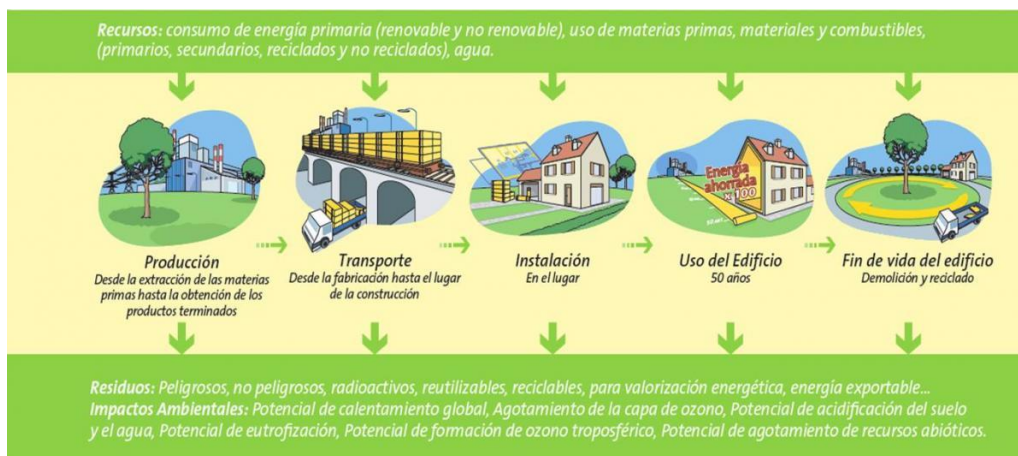 Recursos: consumo de energía primaria (renovable y no renovable), uso de materias primas, materiales y combustibles,
(primarios, secundarios, reciclados y no reciclados), agua.
Energía
ahorrada
x 100
Producción
Desde la extracción de las materias
primas hasta la obtención de los
productos terminados
Transporte
Desde la fabricación hasta el lugar
de la construcción
Instalación
En el lugar
Uso del Edificio
50 años
Fin de vida del edificio
Demolición y reciclado
Residuos: Peligrosos, no peligrosos, radioactivos, reutilizables, reciclables, para valorización energética, energía exportable...
Impactos Ambientales: Potencial de calentamiento global, Agotamiento de la capa de ozono, Potencial de acidificación del suelo
y el agua, Potencial de eutrofización, Potencial de formación de ozono troposférico, Potencial de agotamiento de recursos abióticos.